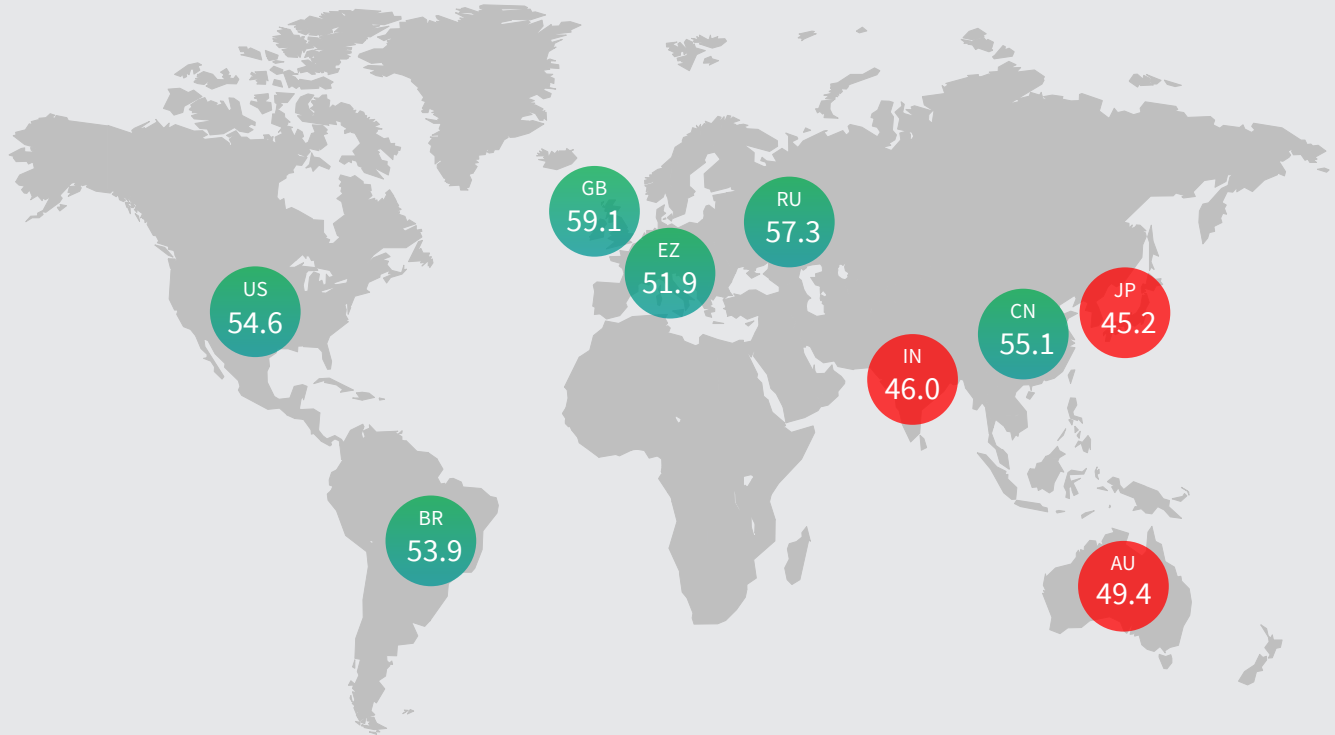 GB
59.1
RU
57.3
EZ
51.9
US
54.6
JP
45.2
CN
55.1
IN
46.0
BR
53.9
AU
49.4